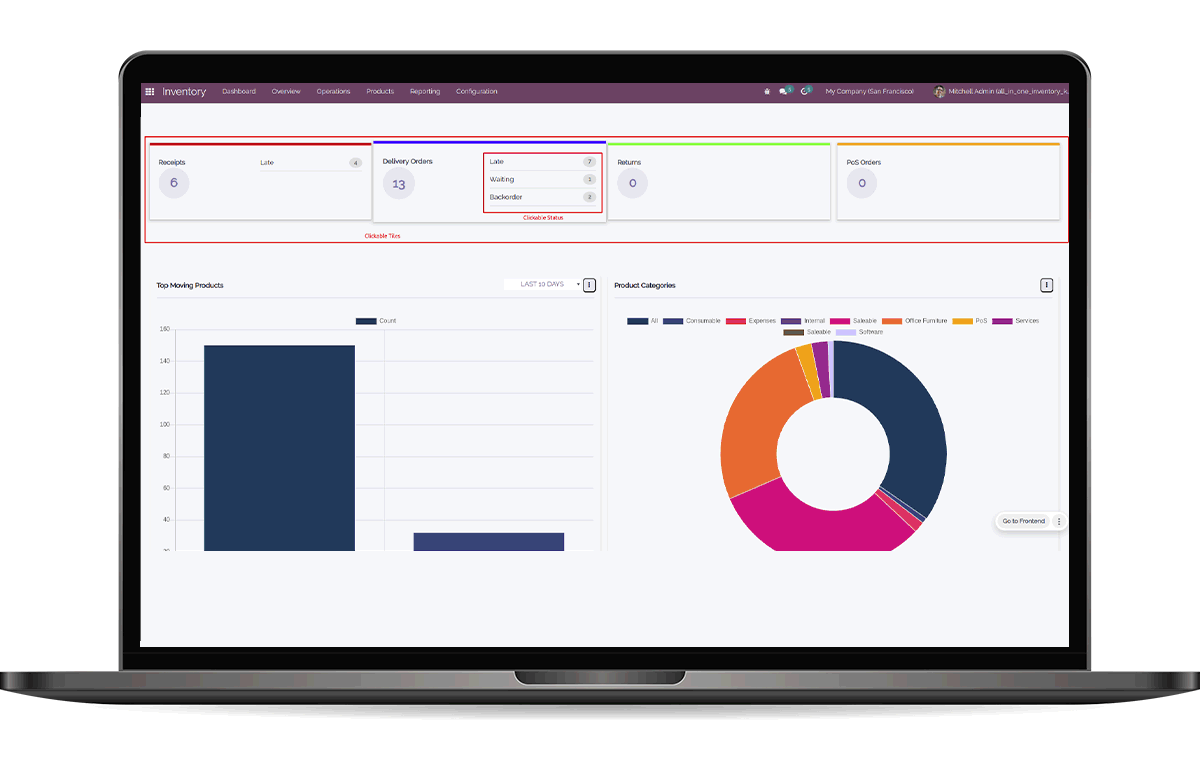 Inventory Dashboard Overview Operations Products Reporting Configuration 5 5 My Company (San Francisco) Mitchell Admin (all_in_one_inventory_k
Receipts
6
Late 4
Delivery Orders
13
Late 7
Waiting 1
Backorder 2
Clickable Status
Returns
0
PoS Orders
0
Clickable Tiles
Top Moving Products LAST 10 DAYS
Count
160
140
120
100
80
60
40
20
Product Categories
All Consumable Expenses Internal Saleable Office Furniture PoS Services
Saleable Software
Go to Frontend